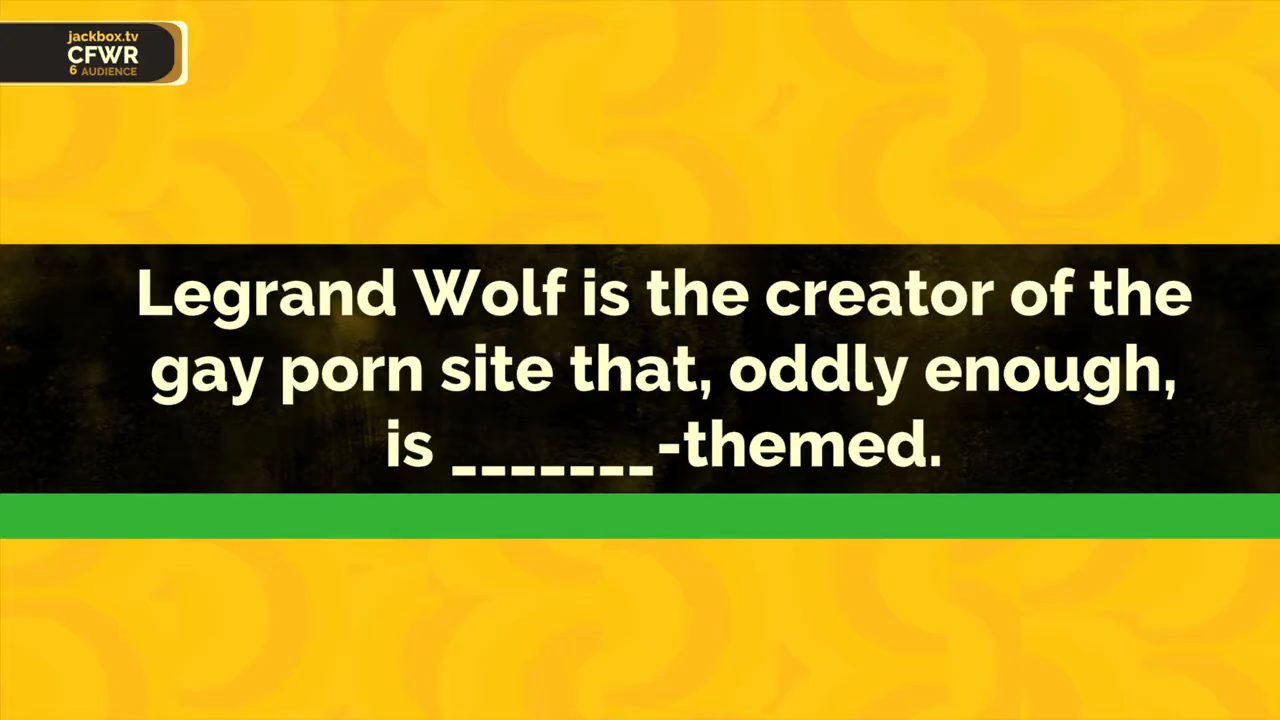 jackbox.tv
CFWR
6 AUDIENCE
Legrand Wolf is the creator of the
gay porn site that, oddly enough,
is _______-themed.